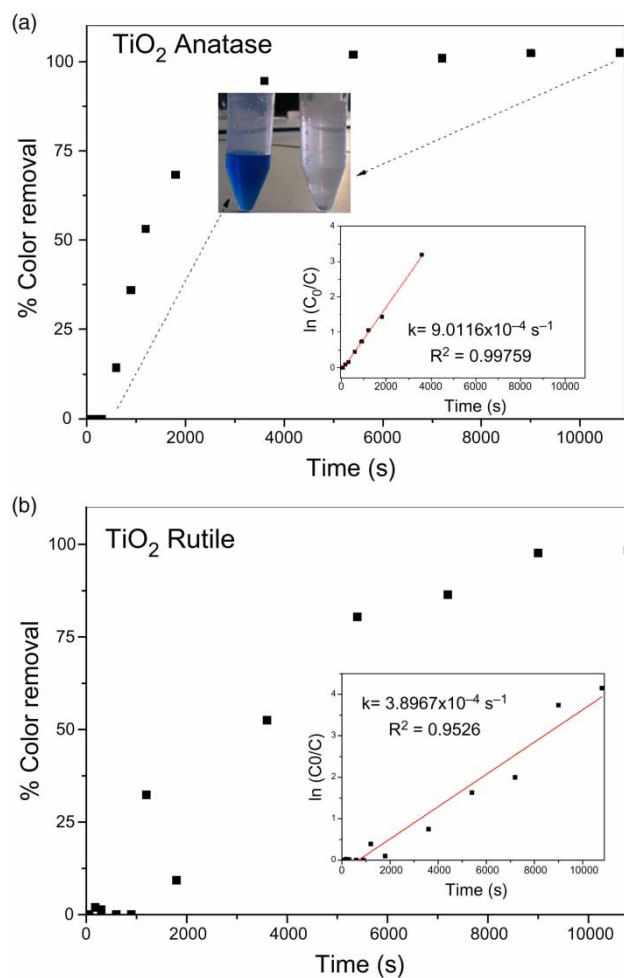 (a)
TiO2 Anatase
100
75
50
25
0
% Color removal
0 2000 4000 6000 8000 10000
Time (s)
4
3
2
1
0
ln (C0/C)
k= 9.0116x10–4 s–1
R2 = 0.99759
0 2000 4000 6000 8000 10000
Time (s)
(b)
TiO2 Rutile
100
75
50
25
0
% Color removal
0 2000 4000 6000 8000 10000
Time (s)
4
3
2
1
0
ln (C0/C)
k= 3.8967x10–4 s–1
R2 = 0.9526
0 2000 4000 6000 8000 10000
Time (s)